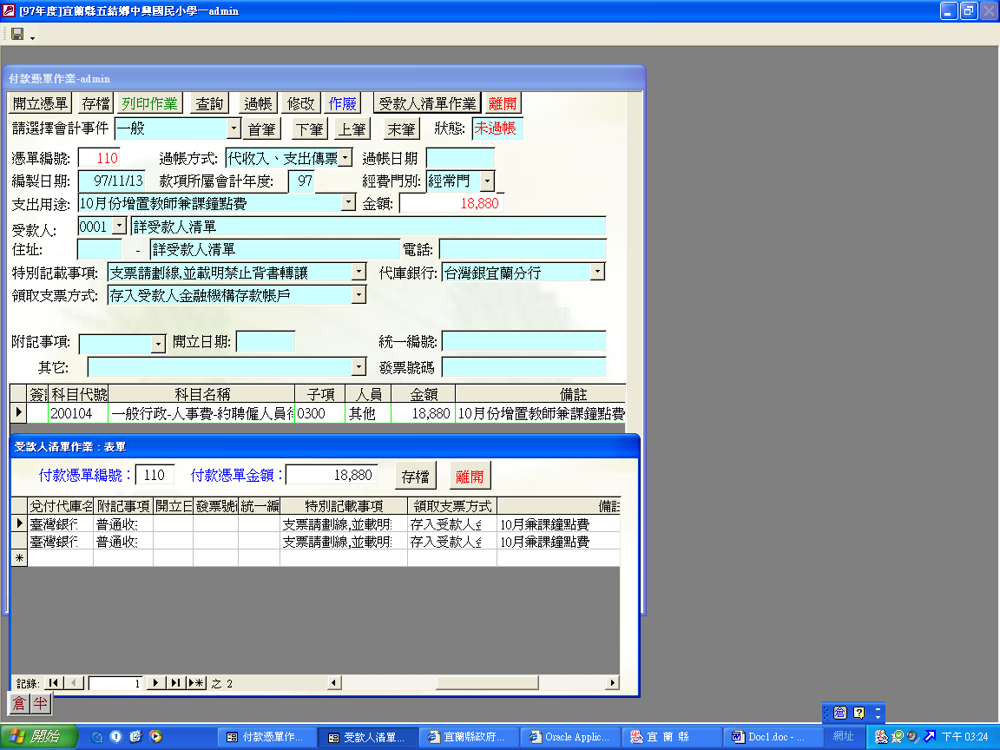 [97年度]宜蘭縣五結鄉中興國民小學—admin
付款憑單作業-admin
開立憑單 存檔 列印作業 查詢 過帳 修改 作廢 受款人清單作業 離開
請選擇會計事件 一般 首筆 下筆 上筆 末筆 狀態: 未過帳
憑單編號: 110 過帳方式: 代收入、支出傳票 過帳日期
編製日期: 97/11/13 款項所屬會計年度: 97 經費門別: 經常門
支出用途: 10月份增置教師兼課鐘點費 金額: 18,880
受款人: 0001 詳受款人清單
住址: - 詳受款人清單 電話:
特別記載事項: 支票請劃線,並載明禁止背書轉讓 代庫銀行: 台灣銀宜蘭分行
領取支票方式: 存入受款人金融機構存款帳戶
附記事項: 開立日期: 統一編號:
其它: 發票號碼
科目代號 科目名稱 子項 人員 金額 備註
200104 一般行政-人事費-約聘僱人員 0300 其他 18,880 10月份增置教師兼課鐘點費
受款人清單作業 : 表單
付款憑單編號: 110 付款憑單金額: 18,880 存檔 離開
兌付代庫名 附記事項 開立日 發票號 統一編 特別記載事項 領取支票方式 備註
臺灣銀行 普通收 支票請劃線,並載明 存入受款人 10月兼課鐘點費
臺灣銀行 普通收 支票請劃線,並載明 存入受款人 10月兼課鐘點費
*
記錄: 1 之 2
倉 半
開始 付款憑單作... 受款人清單... 宜蘭縣政府... Oracle Applic... 宜 蘭 縣 Doc1.doc - ... 網址 下午 03:24